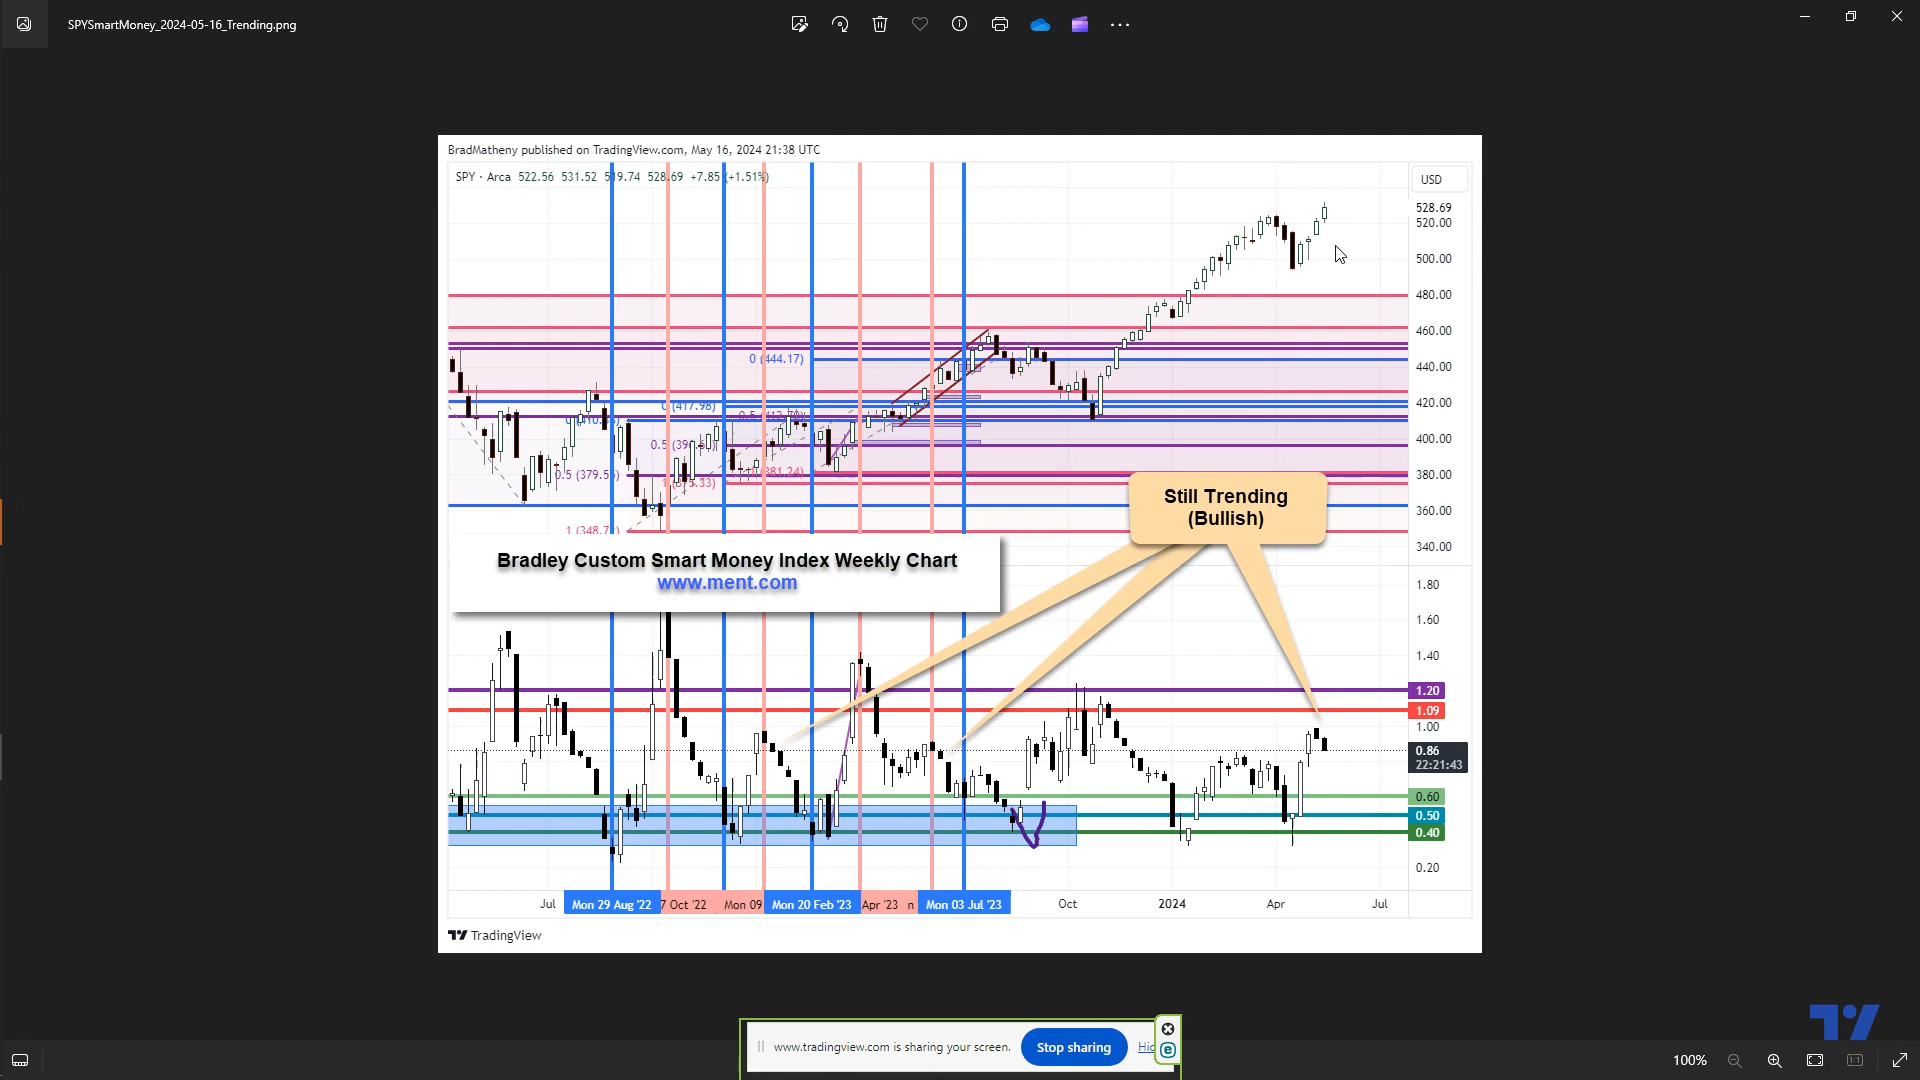 SPYSmartMoney_2024-05-16_Trending.png
BradMatheny published on TradingView.com, May 16, 2024 21:38 UTC
SPY · Arca 522.56 531.52 519.74 528.69 +7.85 (+1.51%)
USD
528.69
520.00
500.00
480.00
460.00
440.00
420.00
400.00
380.00
360.00
340.00
0 (444.17)
0 (417.98)
0.5 (379.55)
1 (348.7
Still Trending
(Bullish)
Bradley Custom Smart Money Index Weekly Chart
www.ment.com
1.80
1.60
1.40
1.20
1.09
1.00
0.86
22:21:43
0.60
0.50
0.40
0.20
Jul Mon 29 Aug '22 7 Oct '22 Mon 09 Mon 20 Feb '23 Apr '23 n Mon 03 Jul '23 Oct 2024 Apr Jul
TradingView
www.tradingview.com is sharing your screen. Stop sharing Hid
100%